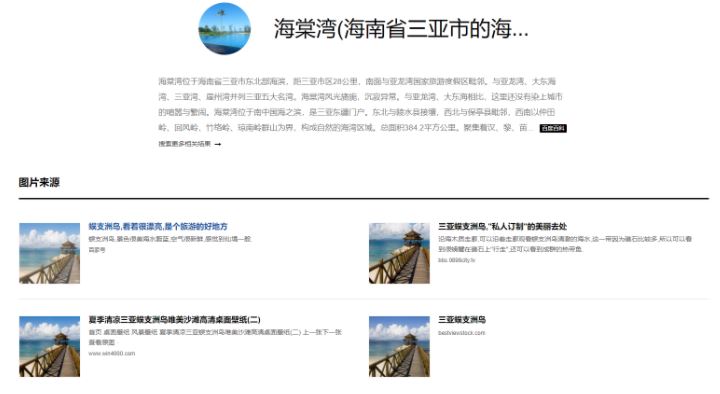 海棠湾(海南省三亚市的海...
海棠湾位于海南省三亚市东北部海滨，距三亚市区28公里，南面与亚龙湾国家旅游度假区毗邻。与亚龙湾、大东海
湾、三亚湾、崖州湾并列三亚五大名湾。海棠湾风光旖旎，沉寂异常。与亚龙湾、大东海相比，这里还没有染上城市
的喧嚣与繁闹。海棠湾位于南中国海之滨，是三亚东疆门户。东北与陵水县接壤，西北与保亭县毗邻，西南以仲田
岭、回风岭、竹络岭、琼南岭群山为界，构成自然的海湾区域。总面积384.2平方公里。聚集着汉、黎、苗... 百度百科
搜索更多相关结果 →
图片来源
蜈支洲岛,看着很漂亮,是个旅游的好地方
蜈支洲岛,景色很美海水蔚蓝,空气很新鲜,感觉到仙境一般
百家号
三亚蜈支洲岛,"私人订制"的美丽去处
沿海木质走廊,可以沿着走廊观看蜈支洲岛清澈的海水,这一带因为礁石比较多,所以可以看
到很螃蟹在礁石上"行走",还可以看到成群的热带鱼
bbs.0898city.tv
夏季清凉三亚蜈支洲岛唯美沙滩高清桌面壁纸(二)
首页 桌面壁纸 风景壁纸 夏季清凉三亚蜈支洲岛唯美沙滩高清桌面壁纸(二) 上一张下一张
查看原图
www.win4000.com
三亚蜈支洲岛
bestviewstock.com